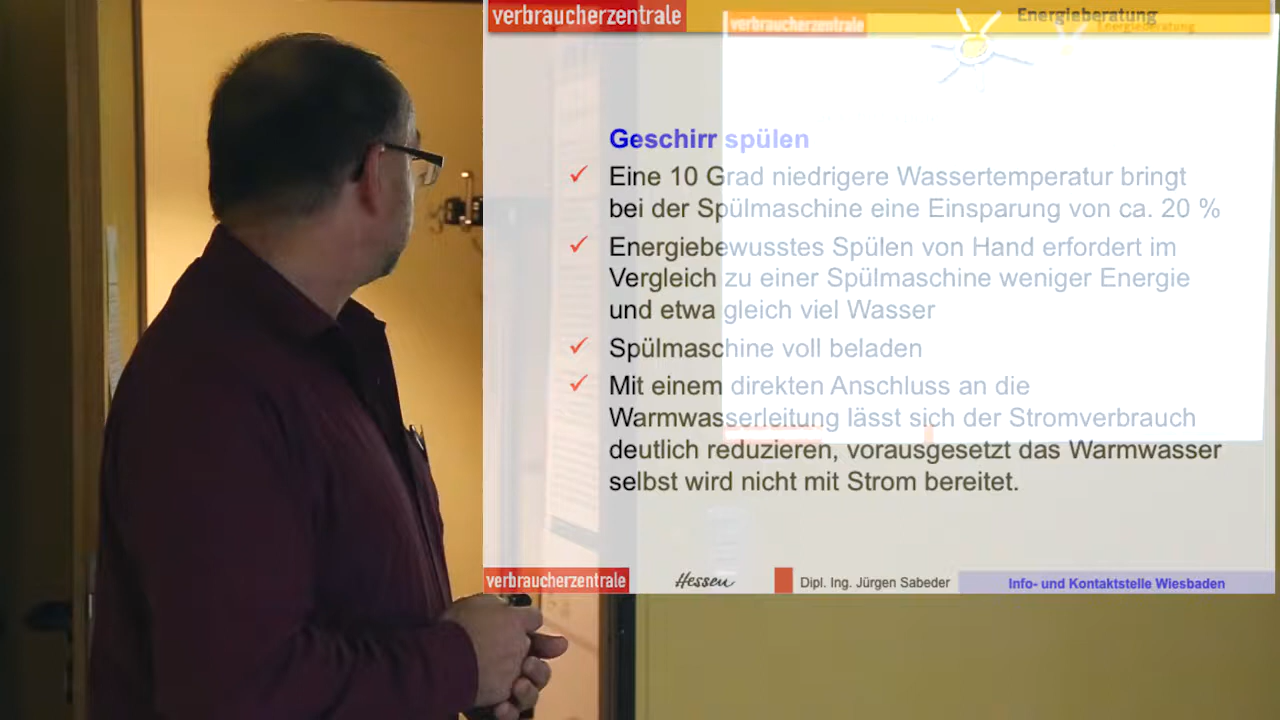 verbraucherzentrale
Energieberatung
verbraucherzentrale
Energieberatung
Geschirr spülen
✓ Eine 10 Grad niedrigere Wassertemperatur bringt
bei der Spülmaschine eine Einsparung von ca. 20 %
✓ Energiebewusstes Spülen von Hand erfordert im
Vergleich zu einer Spülmaschine weniger Energie
und etwa gleich viel Wasser
✓ Spülmaschine voll beladen
✓ Mit einem direkten Anschluss an die
Warmwasserleitung lässt sich der Stromverbrauch
deutlich reduzieren, vorausgesetzt das Warmwasser
selbst wird nicht mit Strom bereitet.
verbraucherzentrale
Hessen
Dipl. Ing. Jürgen Sabeder
Info- und Kontaktstelle Wiesbaden